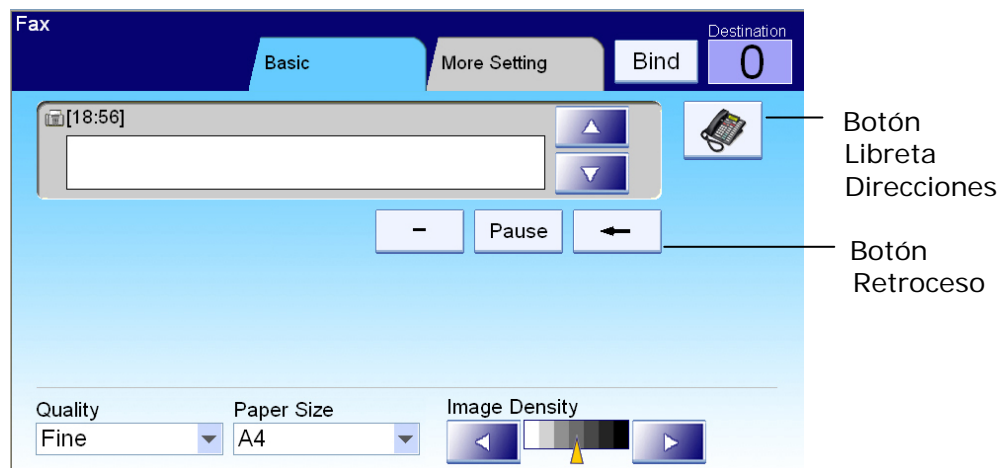 Fax
Destination
Basic
More Setting
Bind
0
[18:56]
Botón
Libreta
Direcciones
– Pause
Botón
Retroceso
Quality
Paper Size
Image Density
Fine
A4